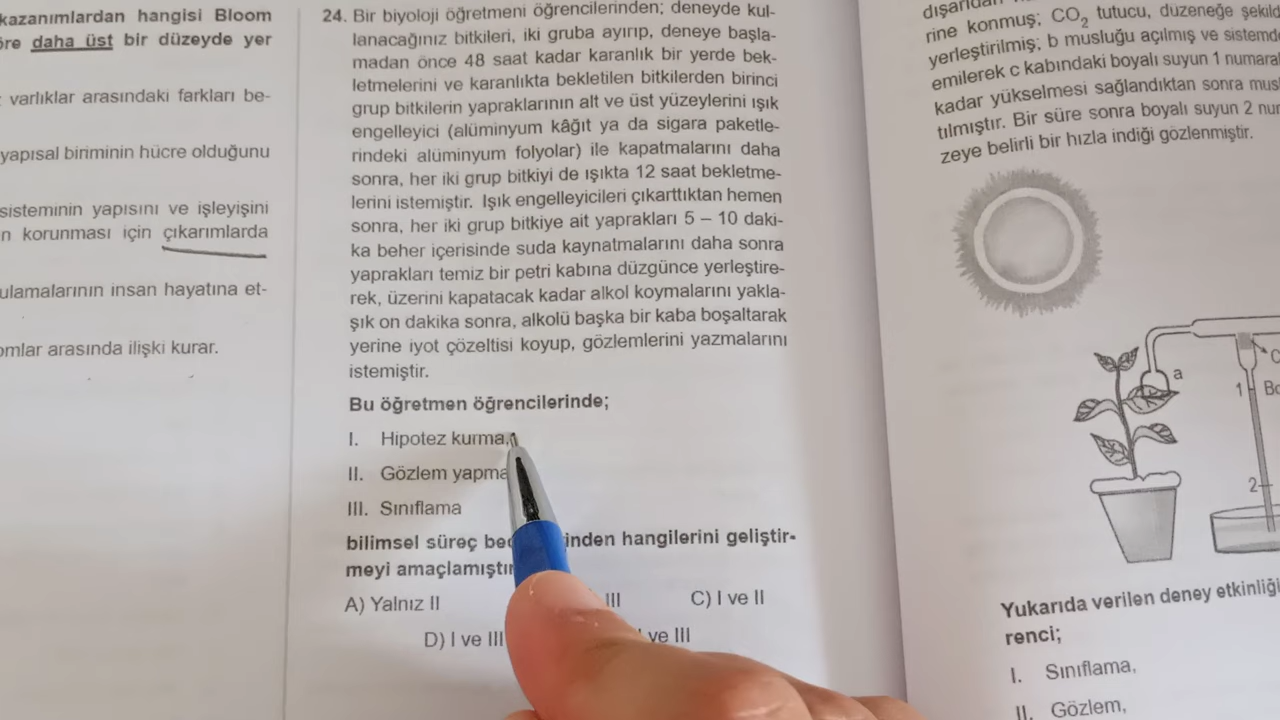 kazanımlardan hangisi Bloom
öre daha üst bir düzeyde yer
varlıklar arasındaki farkları be-
yapısal biriminin hücre olduğunu
sisteminin yapısını ve işleyişini
n korunması için çıkarımlarda
ulamalarının insan hayatına et-
omlar arasında ilişki kurar.
24. Bir biyoloji öğretmeni öğrencilerinden; deneyde kul-
lanacağınız bitkileri, iki gruba ayırıp, deneye başla-
madan önce 48 saat kadar karanlık bir yerde bek-
letmelerini ve karanlıkta bekletilen bitkilerden birinci
grup bitkilerin yapraklarının alt ve üst yüzeylerini ışık
engelleyici (alüminyum kâğıt ya da sigara paketle-
rindeki alüminyum folyolar) ile kapatmalarını daha
sonra, her iki grup bitkiyi de ışıkta 12 saat bekletme-
lerini istemiştir. Işık engelleyicileri çıkarttıktan hemen
sonra, her iki grup bitkiye ait yaprakları 5 – 10 daki-
ka beher içerisinde suda kaynatmalarını daha sonra
yaprakları temiz bir petri kabına düzgünce yerleştire-
rek, üzerini kapatacak kadar alkol koymalarını yakla-
şık on dakika sonra, alkolü başka bir kaba boşaltarak
yerine iyot çözeltisi koyup, gözlemlerini yazmalarını
istemiştir.
Bu öğretmen öğrencilerinde;
I. Hipotez kurma,
II. Gözlem yapma
III. Sınıflama
bilimsel süreç bec inden hangilerini geliştir-
meyi amaçlamıştır
A) Yalnız II III C) I ve II
D) I ve III ve III
dışarıdan
rine konmuş; CO2 tutucu, düzeneğe şekild
yerleştirilmiş; b musluğu açılmış ve sistemde
emilerek c kabındaki boyalı suyun 1 numaral
kadar yükselmesi sağlandıktan sonra mus
tılmıştır. Bir süre sonra boyalı suyun 2 nur
zeye belirli bir hızla indiği gözlenmiştir.
a
C
1 Bo
2
Yukarıda verilen deney etkinliği
renci;
I. Sınıflama,
II. Gözlem,